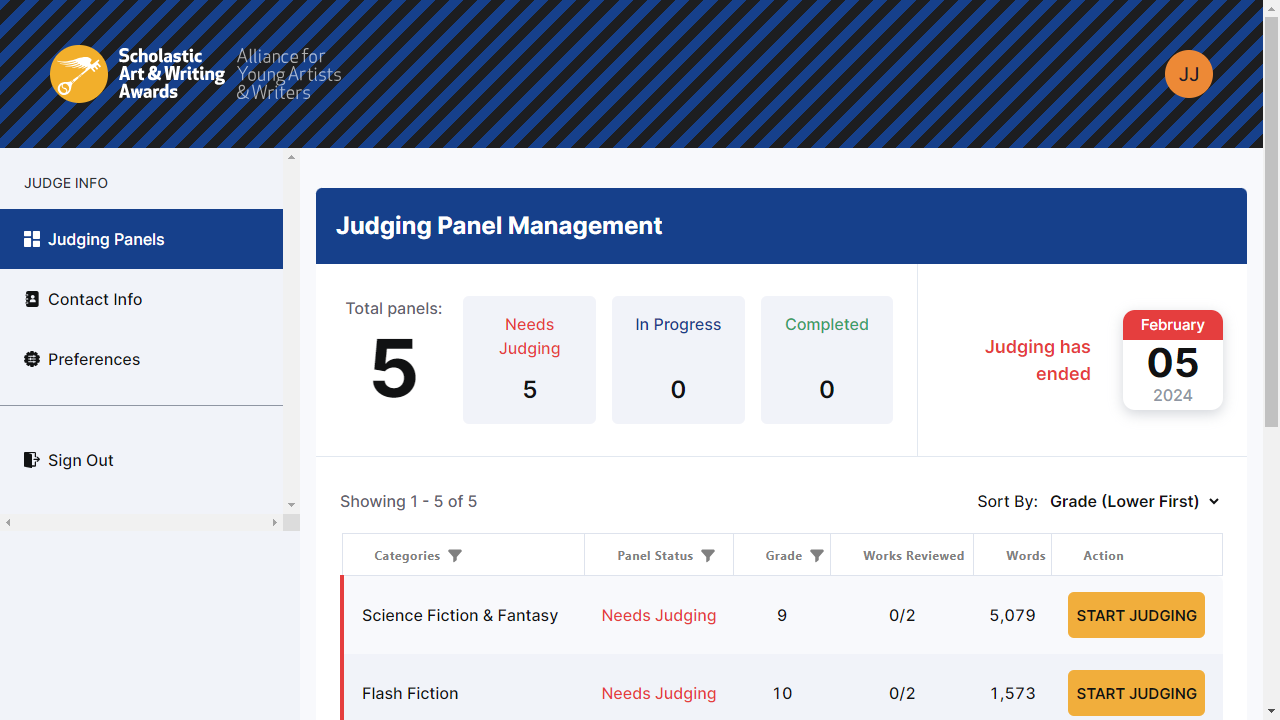 Scholastic
Art & Writing
Awards
Alliance for
Young Artists
& Writers
JJ
JUDGE INFO
Judging Panels
Contact Info
Preferences
Sign Out
Judging Panel Management
Total panels:
5
Needs
Judging
5
In Progress
0
Completed
0
Judging has
ended
February
05
2024
Showing 1 - 5 of 5
Sort By: Grade (Lower First)
Categories Panel Status Grade Works Reviewed Words Action
Science Fiction & Fantasy Needs Judging 9 0/2 5,079 START JUDGING
Flash Fiction Needs Judging 10 0/2 1,573 START JUDGING